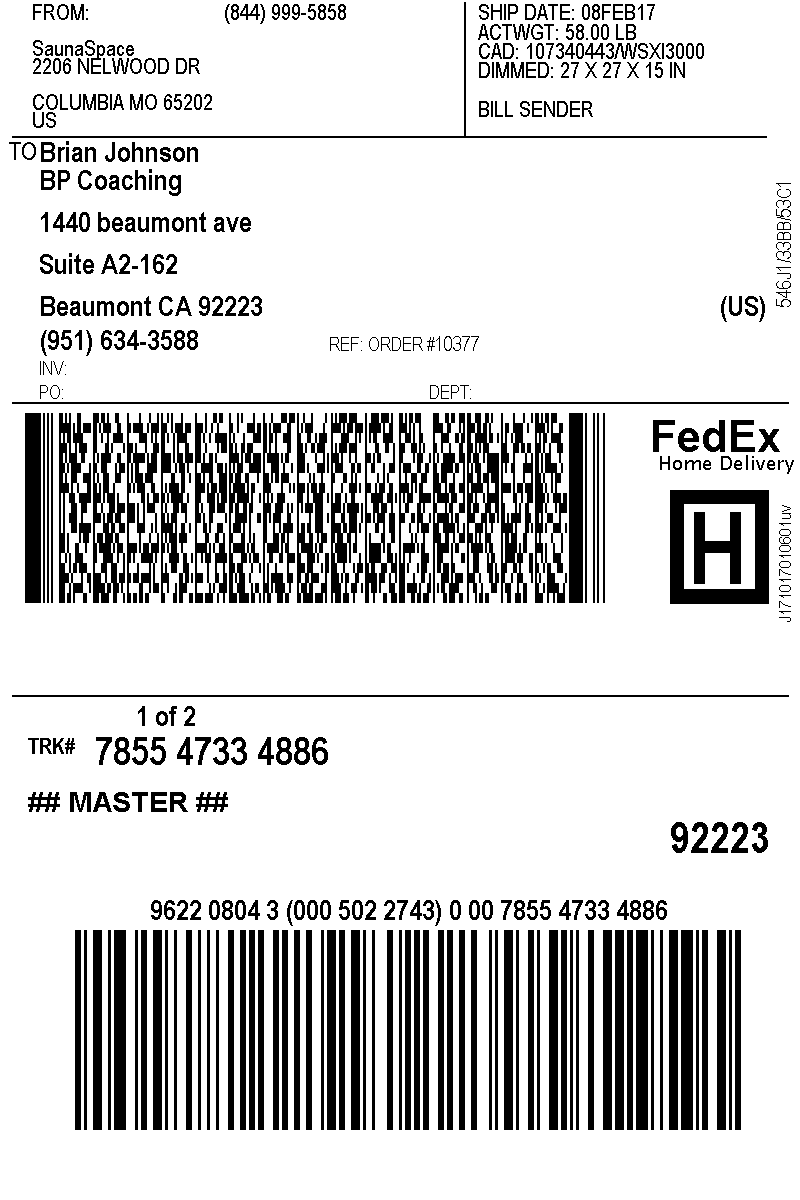 FROM: (844) 999-5858
SaunaSpace
2206 NELWOOD DR
COLUMBIA MO 65202
US
SHIP DATE: 08FEB17
ACTWGT: 58.00 LB
CAD: 107340443/WSXI3000
DIMMED: 27 X 27 X 15 IN
BILL SENDER
TO Brian Johnson
BP Coaching
1440 beaumont ave
Suite A2-162
Beaumont CA 92223 (US)
(951) 634-3588 REF: ORDER #10377
INV:
PO: DEPT:
546J1/33BB/53C1
FedEx
Home Delivery
H
J171017010601uv
1 of 2
TRK# 7855 4733 4886
## MASTER ##
92223
9622 0804 3 (000 502 2743) 0 00 7855 4733 4886